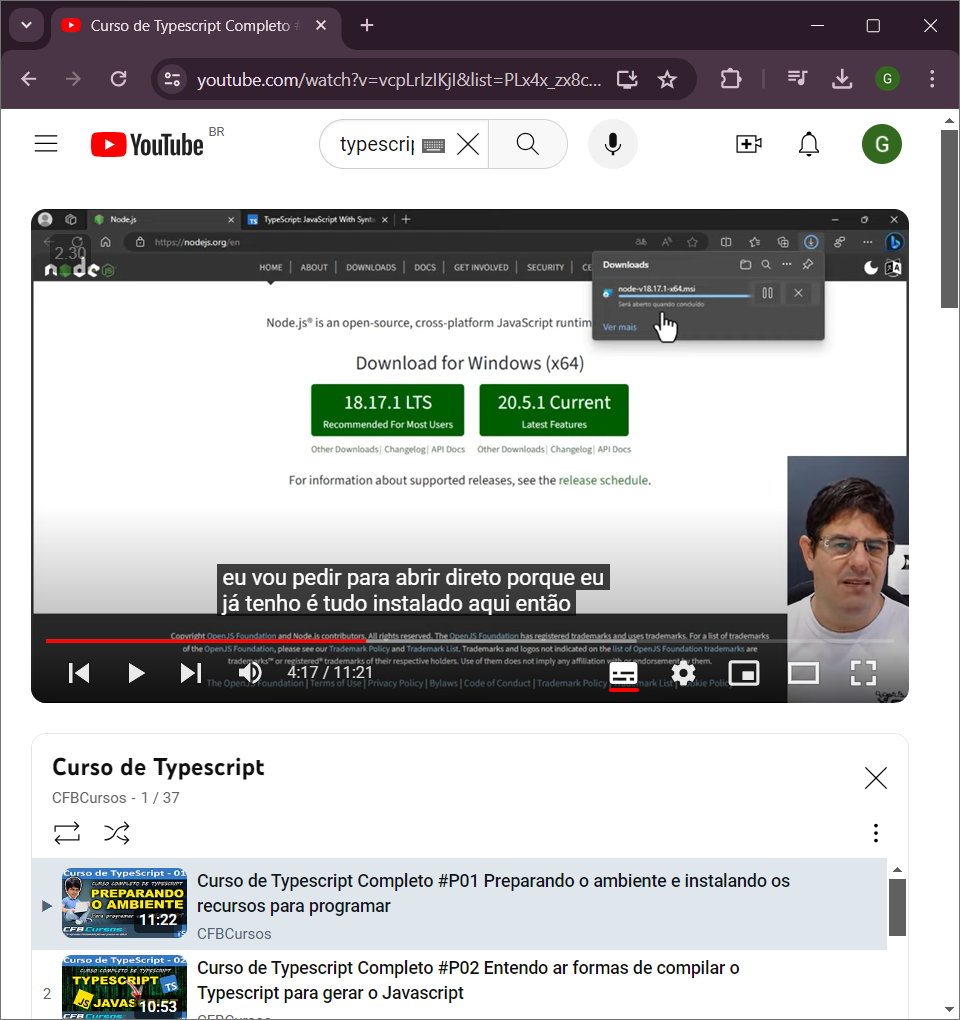 Curso de Typescript Completo #
youtube.com/watch?v=vcpLrIzIKjI&list=PLx4x_zx8c...
G
YouTube BR
typescrip
G
Node.js
TypeScript: JavaScript With Synta
https://nodejs.org/en
2.30
node
HOME | ABOUT | DOWNLOADS | DOCS | GET INVOLVED | SECURITY | CE
Downloads
node-v18.17.1-x64.msi
Será aberto quando concluído
Ver mais
Node.js® is an open-source, cross-platform JavaScript runtim
Download for Windows (x64)
18.17.1 LTS
Recommended For Most Users
20.5.1 Current
Latest Features
Other Downloads | Changelog | API Docs
Other Downloads | Changelog | API Docs
For information about supported releases, see the release schedule.
eu vou pedir para abrir direto porque eu
já tenho é tudo instalado aqui então
Copyright OpenJS Foundation and Node.js contributors. All rights reserved. The OpenJS Foundation has registered trademarks and uses trademarks. For a list of trademarks
of the OpenJS Foundation, please see our Trademark Policy and Trademark List. Trademarks and logos not indicated on the list of OpenJS Foundation trademarks are
trademarks™ or registered® trademarks of their respective holders. Use of them does not imply any affiliation with or endorsement by them.
The OpenJS Foundation | Terms of Use | Privacy Policy | Bylaws | Code of Conduct | Trademark Policy | Trademark List | Cookie Policy
4:17 / 11:21
Curso de Typescript
CFBCursos - 1 / 37
Curso de TypeScript - 01
CURSO COMPLETO DE TYPESCRIPT
PREPARANDO
O AMBIENTE
Para programar
CFB Cursos
11:22
Curso de Typescript Completo #P01 Preparando o ambiente e instalando os
recursos para programar
CFBCursos
2
Curso de TypeScript - 02
CURSO COMPLETO DE TYPESCRIPT
TYPESCRIPT
TS
JS
JAVAS
10:53
Curso de Typescript Completo #P02 Entendo ar formas de compilar o
Typescript para gerar o Javascript
CFBCursos